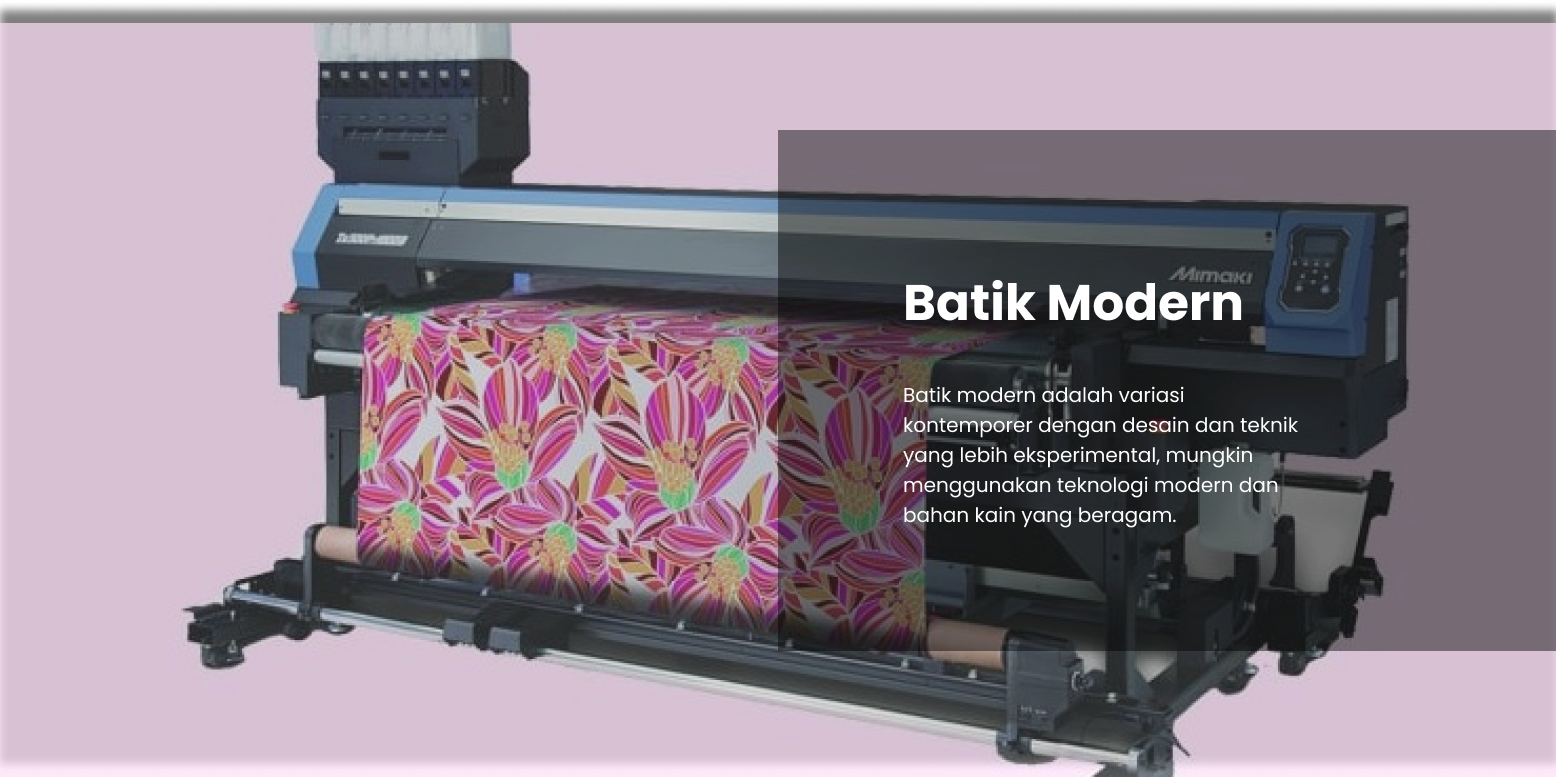 Mimaki
Batik Modern
Batik modern adalah variasi
kontemporer dengan desain dan teknik
yang lebih eksperimental, mungkin
menggunakan teknologi modern dan
bahan kain yang beragam.